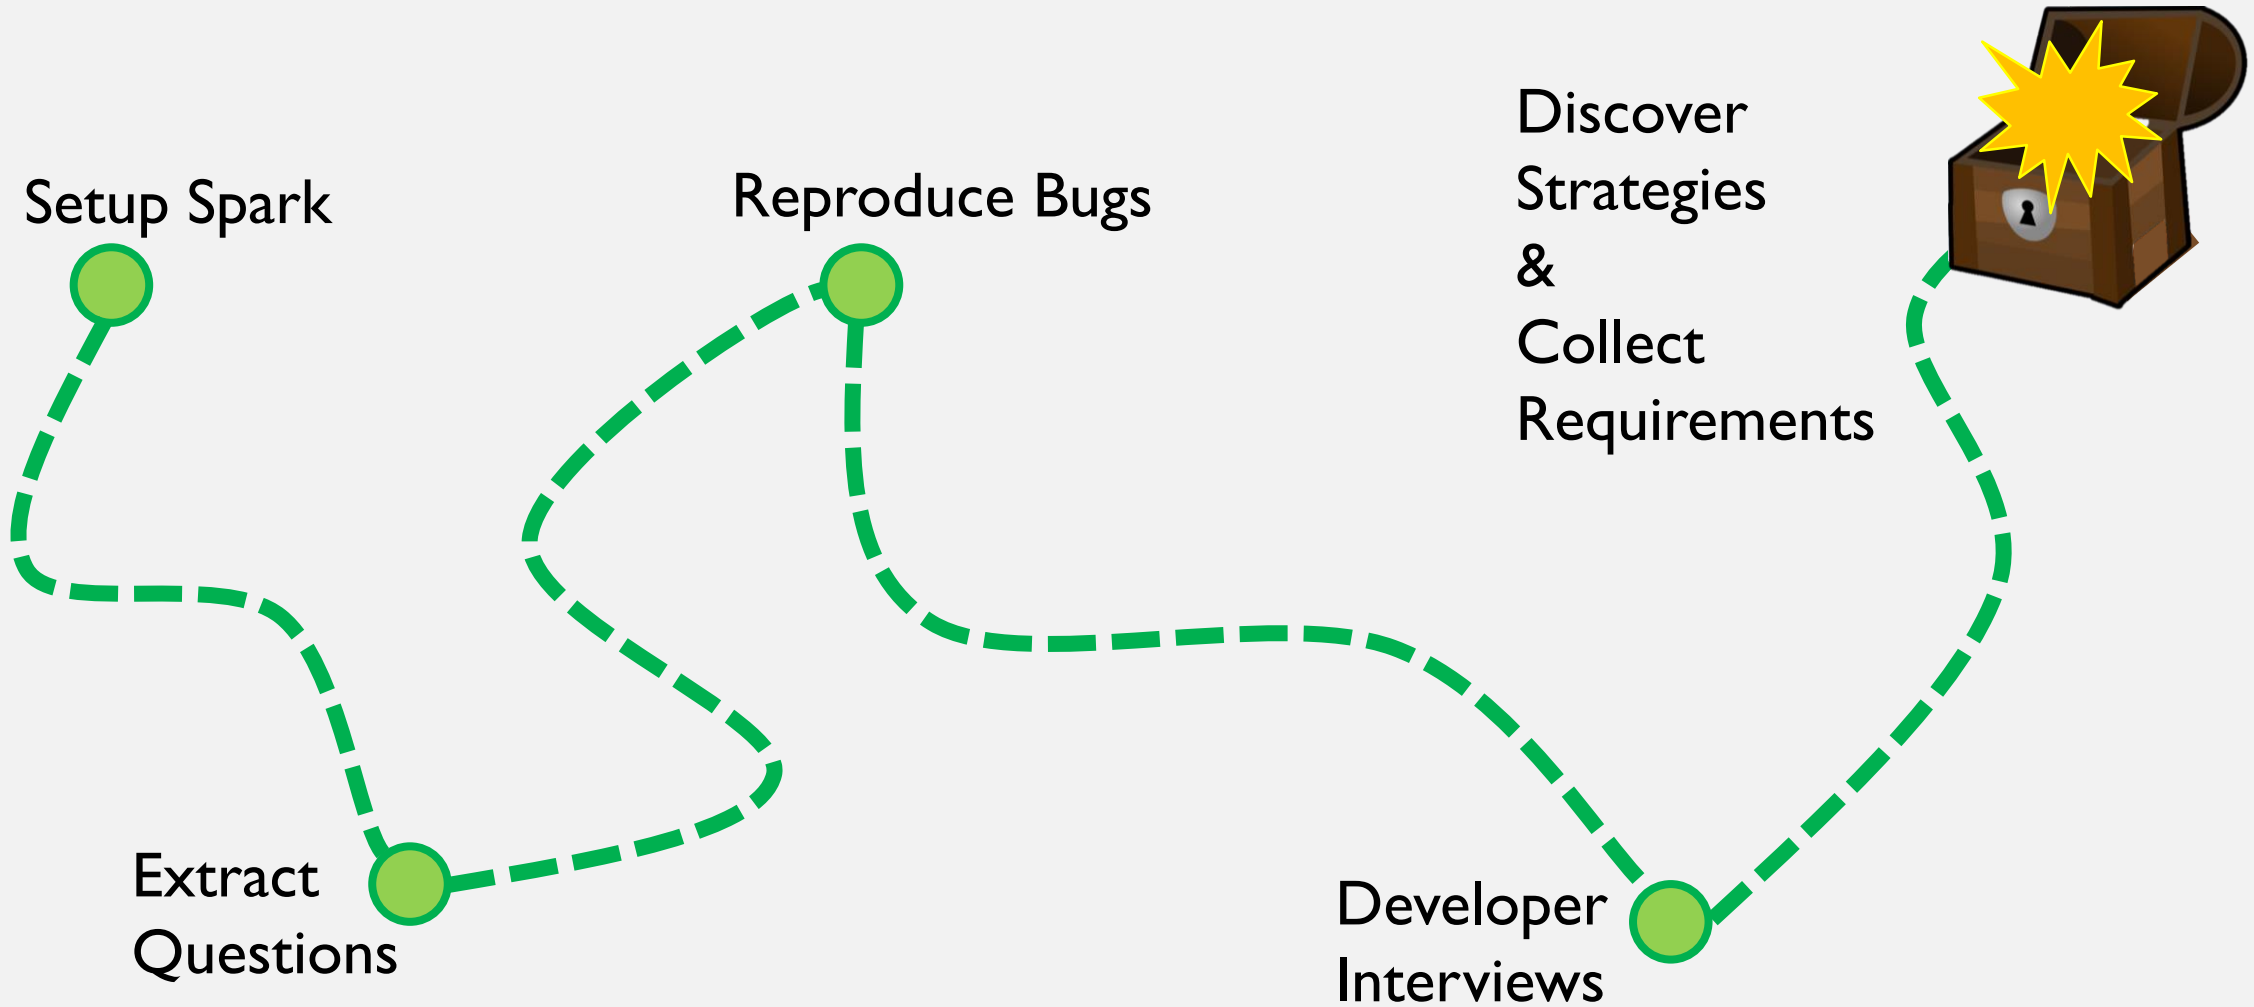 Setup Spark
Extract
Questions
Reproduce Bugs
Developer
Interviews
Discover
Strategies
&
Collect
Requirements